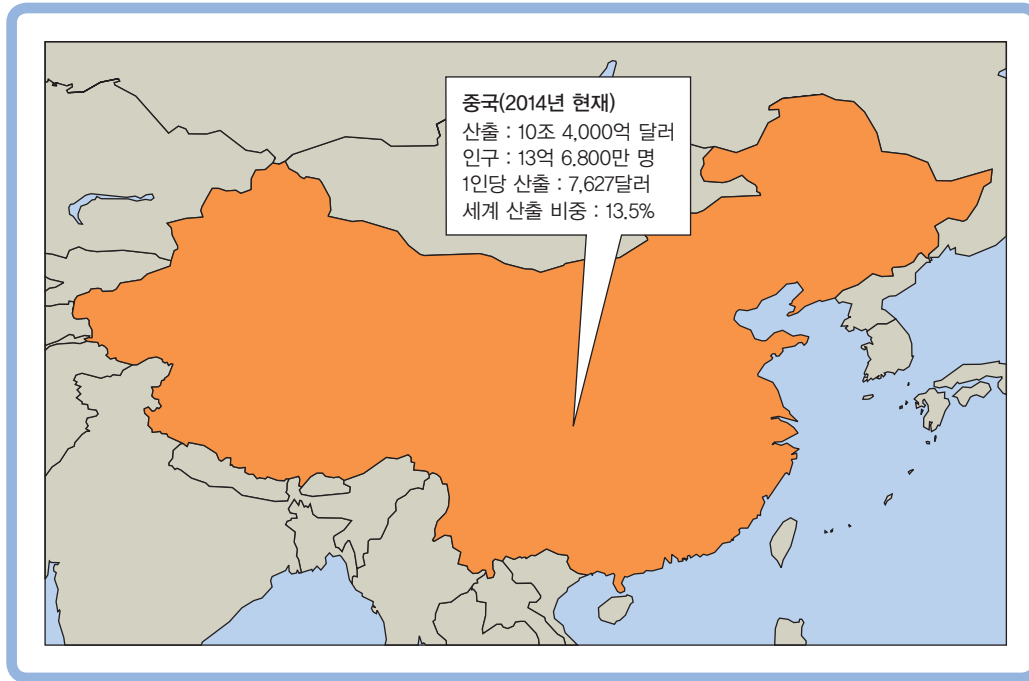 중국(2014년 현재)
산출 : 10조 4,000억 달러
인구 : 13억 6,800만 명
1인당 산출 : 7,627달러
세계 산출 비중 : 13.5%